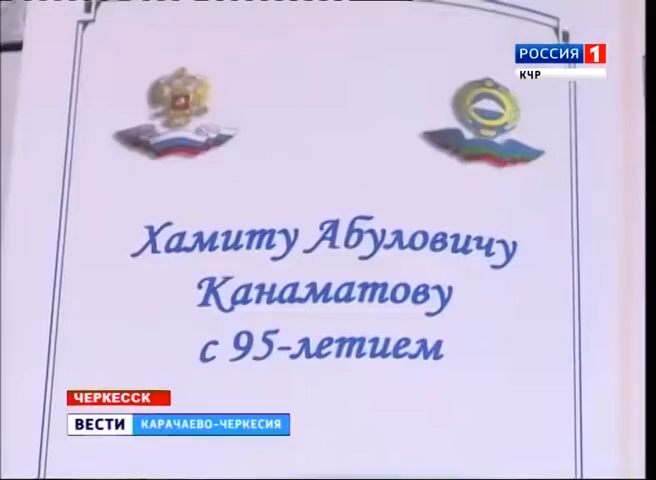 РОССИЯ 1
КЧР
Хамиту Абуловичу
Канаматову
с 95-летием
ЧЕРКЕССК
ВЕСТИ КАРАЧАЕВО-ЧЕРКЕСИЯ